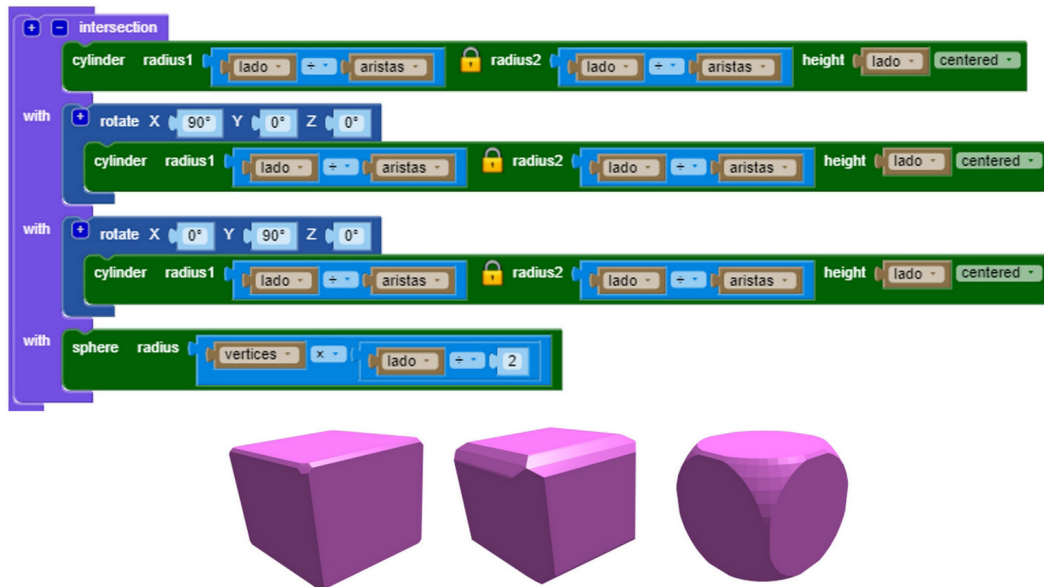 + - intersection
cylinder radius1 lado ÷ aristas radius2 lado ÷ aristas height lado centered
with + rotate X 90° Y 0° Z 0°
cylinder radius1 lado ÷ aristas radius2 lado ÷ aristas height lado centered
with + rotate X 0° Y 90° Z 0°
cylinder radius1 lado ÷ aristas radius2 lado ÷ aristas height lado centered
with sphere radius vertices × lado ÷ 2